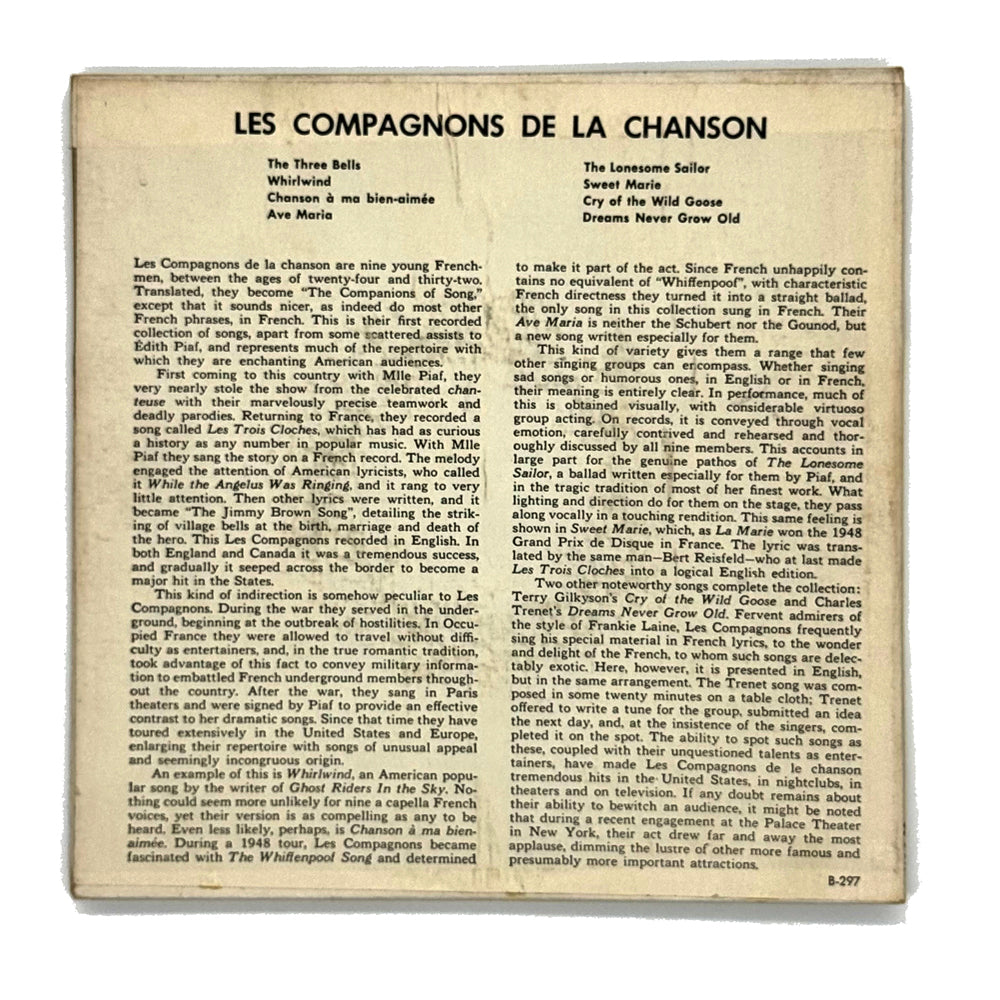 LES COMPAGNONS DE LA CHANSON
The Three Bells
Whirlwind
Chanson à ma bien-aimée
Ave Maria
The Lonesome Sailor
Sweet Marie
Cry of the Wild Goose
Dreams Never Grow Old
Les Compagnons de la chanson are nine young French-
men, between the ages of twenty-four and thirty-two.
Translated, they become "The Companions of Song,"
except that it sounds nicer, as indeed do most other
French phrases, in French. This is their first recorded
collection of songs, apart from some scattered assists to
Édith Piaf, and represents much of the repertoire with
which they are enchanting American audiences.
First coming to this country with Mlle Piaf, they
very nearly stole the show from the celebrated chan-
teuse with their marvelously precise teamwork and
deadly parodies. Returning to France, they recorded a
song called Les Trois Cloches, which has had as curious
a history as any number in popular music. With Mlle
Piaf they sang the story on a French record. The melody
engaged the attention of American lyricists, who called
it While the Angelus Was Ringing, and it rang to very
little attention. Then other lyrics were written, and it
became "The Jimmy Brown Song", detailing the strik-
ing of village bells at the birth, marriage and death of
the hero. This Les Compagnons recorded in English. In
both England and Canada it was a tremendous success,
and gradually it seeped across the border to become a
major hit in the States.
This kind of indirection is somehow peculiar to Les
Compagnons. During the war they served in the under-
ground, beginning at the outbreak of hostilities. In Occu-
pied France they were allowed to travel without diffi-
culty as entertainers, and, in the true romantic tradition,
took advantage of this fact to convey military informa-
tion to embattled French underground members through-
out the country. After the war, they sang in Paris
theaters and were signed by Piaf to provide an effective
contrast to her dramatic songs. Since that time they have
toured extensively in the United States and Europe,
enlarging their repertoire with songs of unusual appeal
and seemingly incongruous origin.
An example of this is Whirlwind, an American popu-
lar song by the writer of Ghost Riders In the Sky. No-
thing could seem more unlikely for nine a capella French
voices, yet their version is as compelling as any to be
heard. Even less likely, perhaps, is Chanson à ma bien-
aimée. During a 1948 tour, Les Compagnons became
fascinated with The Whiffenpoof Song and determined
to make it part of the act. Since French unhappily con-
tains no equivalent of "Whiffenpoof", with characteristic
French directness they turned it into a straight ballad,
the only song in this collection sung in French. Their
Ave Maria is neither the Schubert nor the Gounod, but
a new song written especially for them.
This kind of variety gives them a range that few
other singing groups can encompass. Whether singing
sad songs or humorous ones, in English or in French,
their meaning is entirely clear. In performance, much of
this is obtained visually, with considerable virtuoso
group acting. On records, it is conveyed through vocal
emotion, carefully contrived and rehearsed and thor-
oughly discussed by all nine members. This accounts in
large part for the genuine pathos of The Lonesome
Sailor, a ballad written especially for them by Piaf, and
in the tragic tradition of most of her finest work. What
lighting and direction do for them on the stage, they pass
along vocally in a touching rendition. This same feeling is
shown in Sweet Marie, which, as La Marie won the 1948
Grand Prix de Disque in France. The lyric was trans-
lated by the same man—Bert Reisfeld—who at last made
Les Trois Cloches into a logical English edition.
Two other noteworthy songs complete the collection:
Terry Gilkyson's Cry of the Wild Goose and Charles
Trenet's Dreams Never Grow Old. Fervent admirers of
the style of Frankie Laine, Les Compagnons frequently
sing his special material in French lyrics, to the wonder
and delight of the French, to whom such songs are delec-
tably exotic. Here, however, it is presented in English,
but in the same arrangement. The Trenet song was com-
posed in some twenty minutes on a table cloth; Trenet
offered to write a tune for the group, submitted an idea
the next day, and, at the insistence of the singers, com-
pleted it on the spot. The ability to spot such songs as
these, coupled with their unquestioned talents as enter-
tainers, have made Les Compagnons de le chanson
tremendous hits in the United States, in nightclubs, in
theaters and on television. If any doubt remains about
their ability to bewitch an audience, it might be noted
that during a recent engagement at the Palace Theater
in New York, their act drew far and away the most
applause, dimming the lustre of other more famous and
presumably more important attractions.
B-297